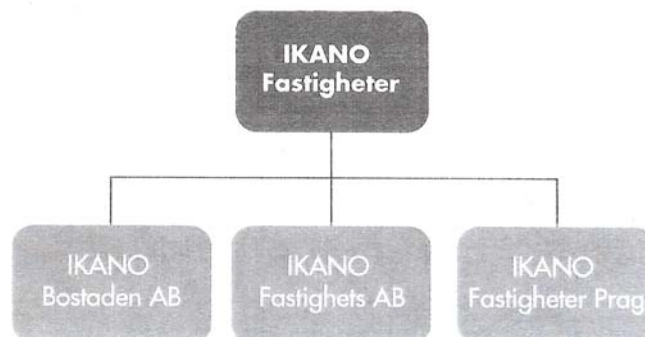 IKANO
Fastigheter
IKANO
Bostaden AB
IKANO
Fastighets AB
IKANO
Fastigheter Prag